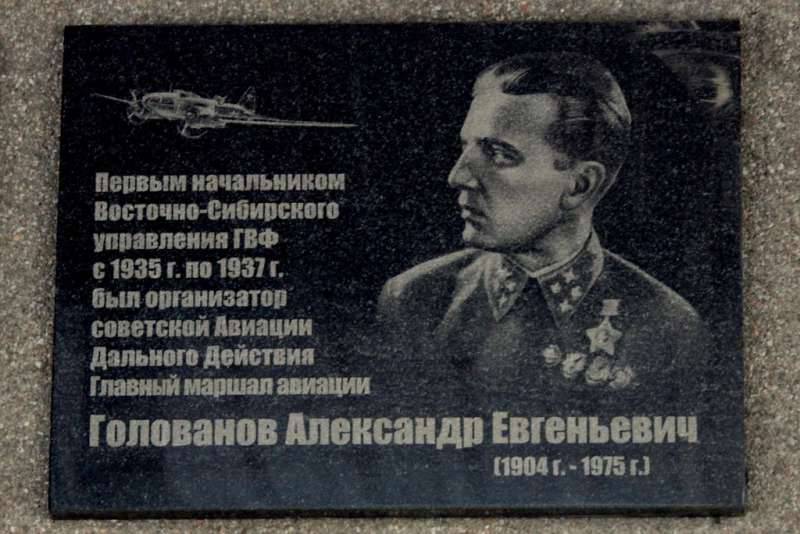 Первым начальником
Восточно-Сибирского
управления ГВФ
с 1935 г. по 1937 г.
был организатор
советской Авиации
Дального Действия
Главный маршал авиации
Голованов Александр Евгеньевич
(1904 г. - 1975 г.)